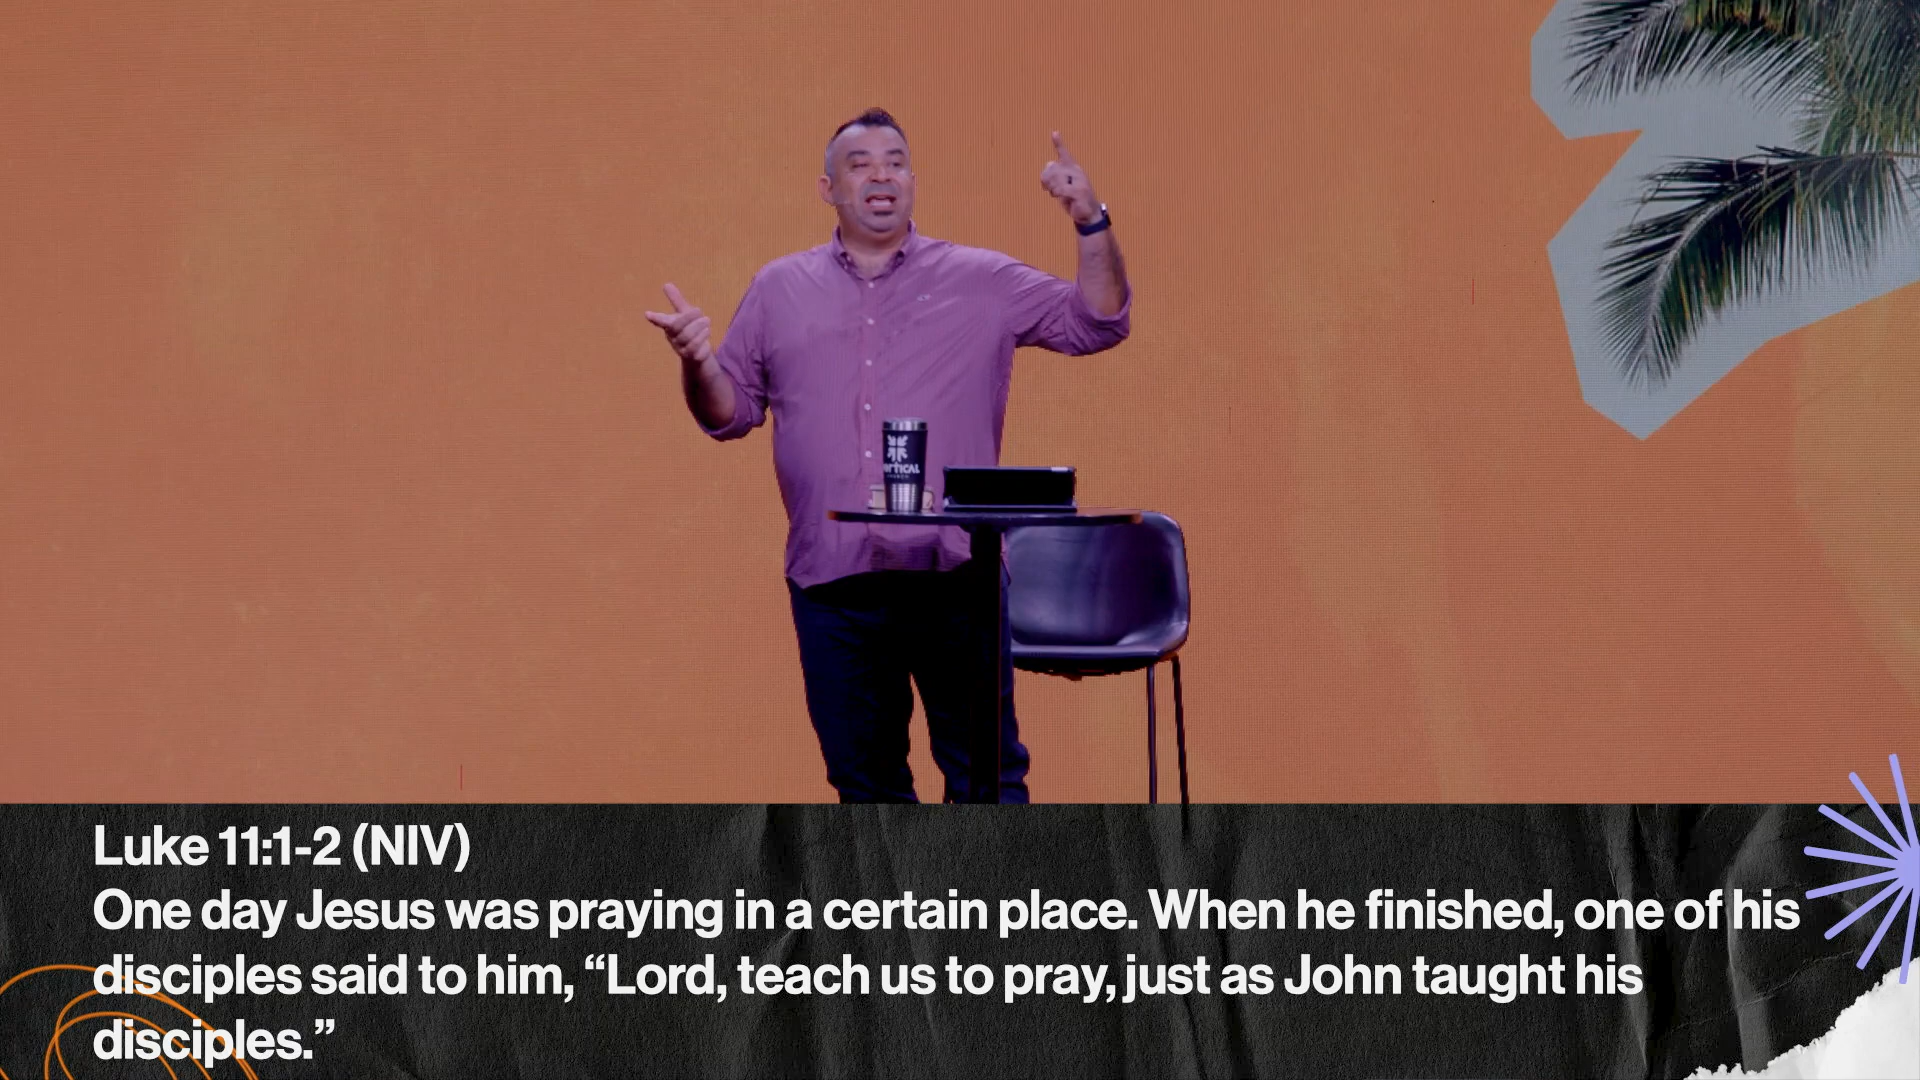 Luke 11:1-2 (NIV)
One day Jesus was praying in a certain place. When he finished, one of his
disciples said to him, “Lord, teach us to pray, just as John taught his
disciples.”